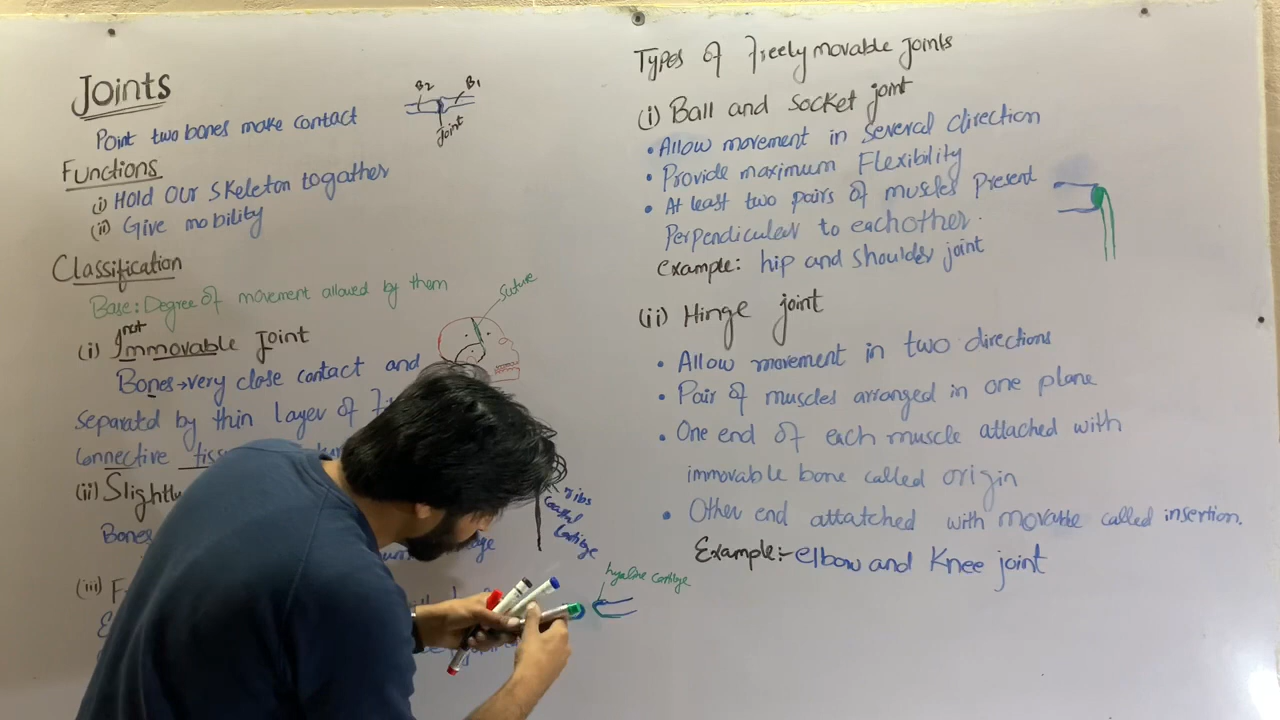 Joints
B2 B1
Joint
Point two bones make contact
Functions
(i) Hold our skeleton togather
(ii) Give mobility
Classification
Base: Degree of movement allowed by them
Suture
not
(i) Immovable Joint
Bones → very close contact and
separatd by thin layer of
connective
(ii) Slightly
Bones
ribs
Costal
Cartilage
(iii)
hyaline cartilage
Types of Freely movable joints
(i) Ball and socket joint
• Allow movement in several direction
• Provide maximum Flexibility
• At least two pairs of muscles present
Perpendicular to eachother.
Example: hip and shoulder joint
(ii) Hinge joint
• Allow movement in two directions
• Pair of muscles arranged in one plane
• One end of each muscle attached with
immovable bone called origin
• Other end attatched with movable called insertion.
Example:- elbow and Knee joint